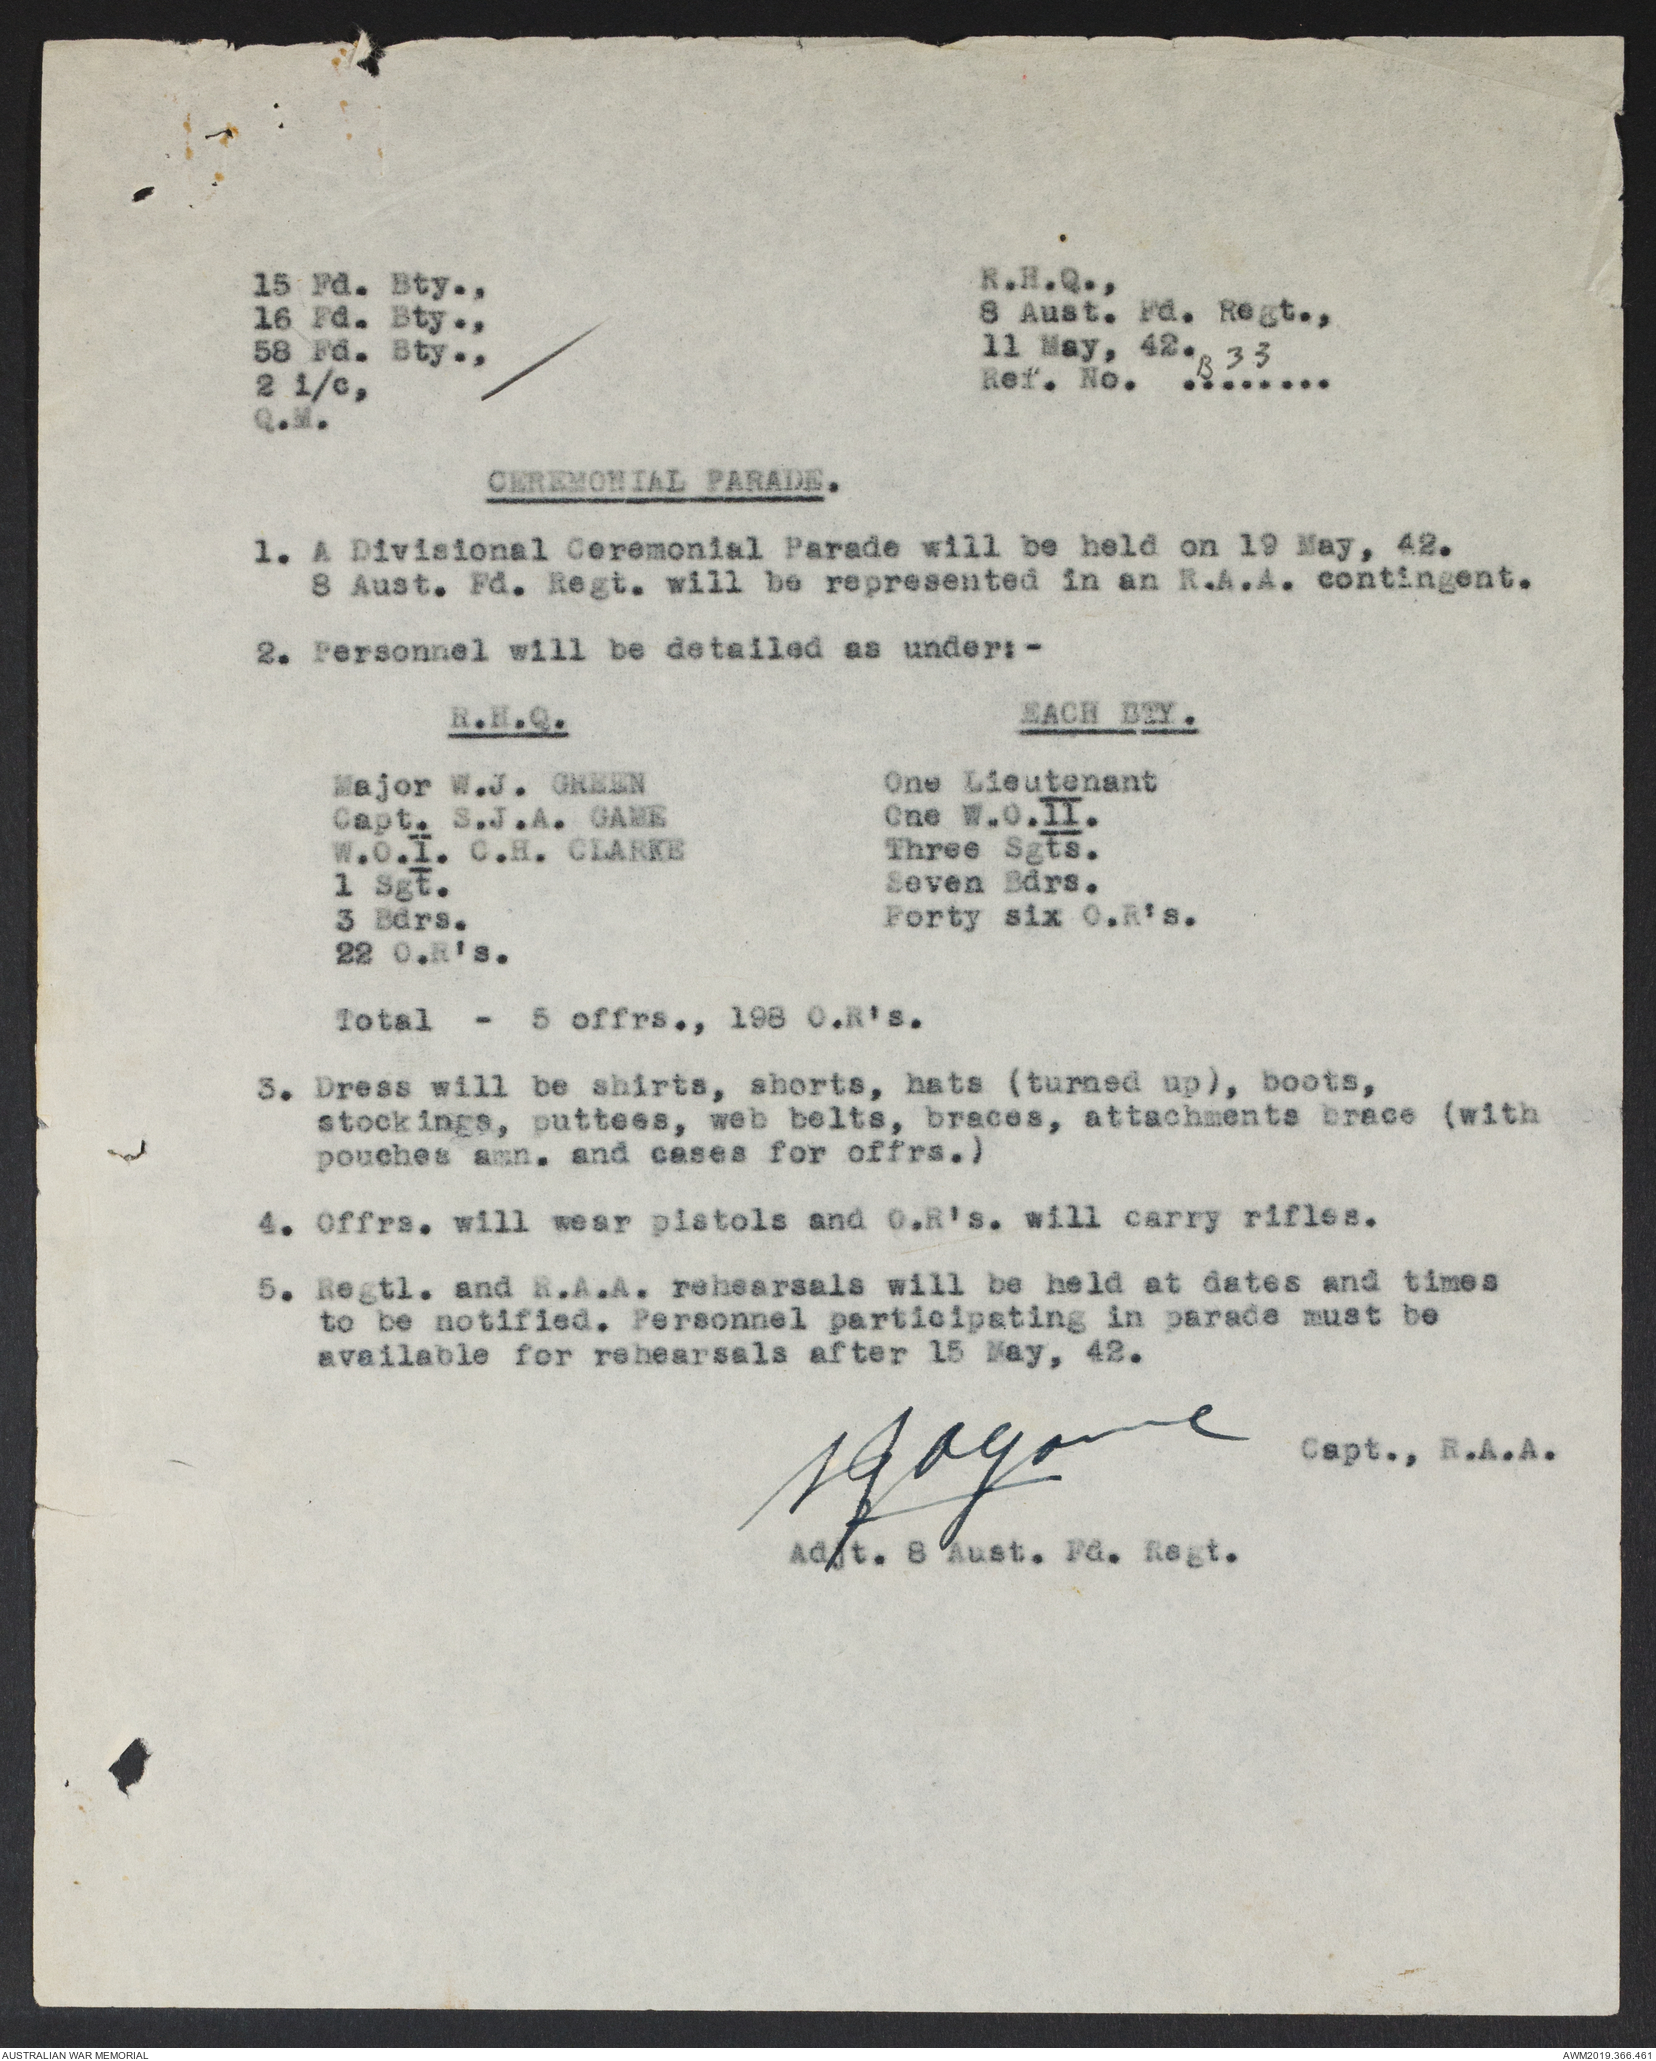 15 Fd. Bty.,
16 Fd. Bty.,
58 Fd. Bty.,
2 i/c,
Q.M.
R.H.Q.,
8 Aust. Fd. Regt.,
11 May, 42.
Ref. No. ........ B 33
CEREMONIAL PARADE.
1. A Divisional Ceremonial Parade will be held on 19 May, 42.
8 Aust. Fd. Regt. will be represented in an R.A.A. contingent.
2. Personnel will be detailed as under:-
R.H.Q.
Major W.J. GREEN
Capt. S.J.A. GAME
W.O.I. C.H. CLARKE
1 Sgt.
3 Bdrs.
22 O.R's.
EACH BTY.
One Lieutenant
One W.O.II.
Three Sgts.
Seven Bdrs.
Forty six O.R's.
Total - 5 offrs., 198 O.R's.
3. Dress will be shirts, shorts, hats (turned up), boots,
stockings, puttees, web belts, braces, attachments brace (with
pouches amn. and cases for offrs.)
4. Offrs. will wear pistols and O.R's. will carry rifles.
5. Regtl. and R.A.A. rehearsals will be held at dates and times
to be notified. Personnel participating in parade must be
available for rehearsals after 15 May, 42.
SJAGame
Capt., R.A.A.
Adjt. 8 Aust. Fd. Regt.
AUSTRALIAN WAR MEMORIAL
AWM2019.366.461